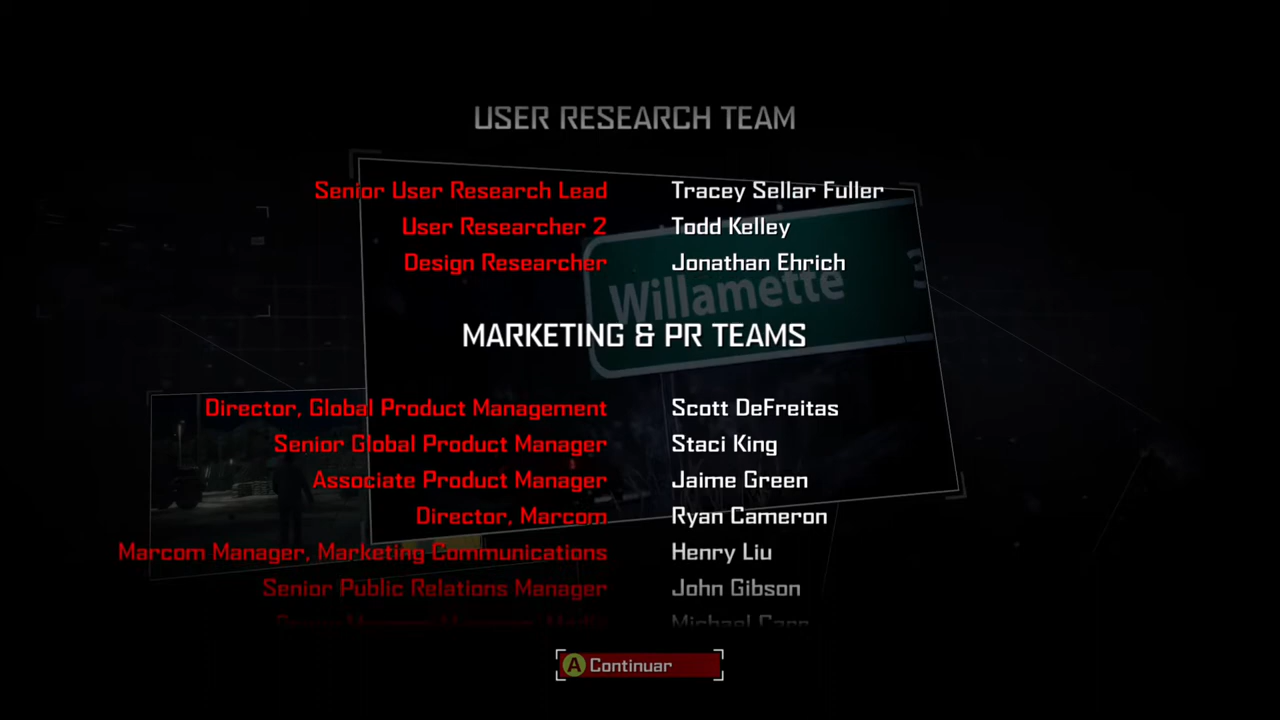 USER RESEARCH TEAM
Senior User Research Lead Tracey Sellar Fuller
User Researcher 2 Todd Kelley
Design Researcher Jonathan Ehrich
Willamette 3
MARKETING & PR TEAMS
Director, Global Product Management Scott DeFreitas
Senior Global Product Manager Staci King
Associate Product Manager Jaime Green
Director, Marcom Ryan Cameron
Marcom Manager, Marketing Communications Henry Liu
Senior Public Relations Manager John Gibson
Michael
A Continuar